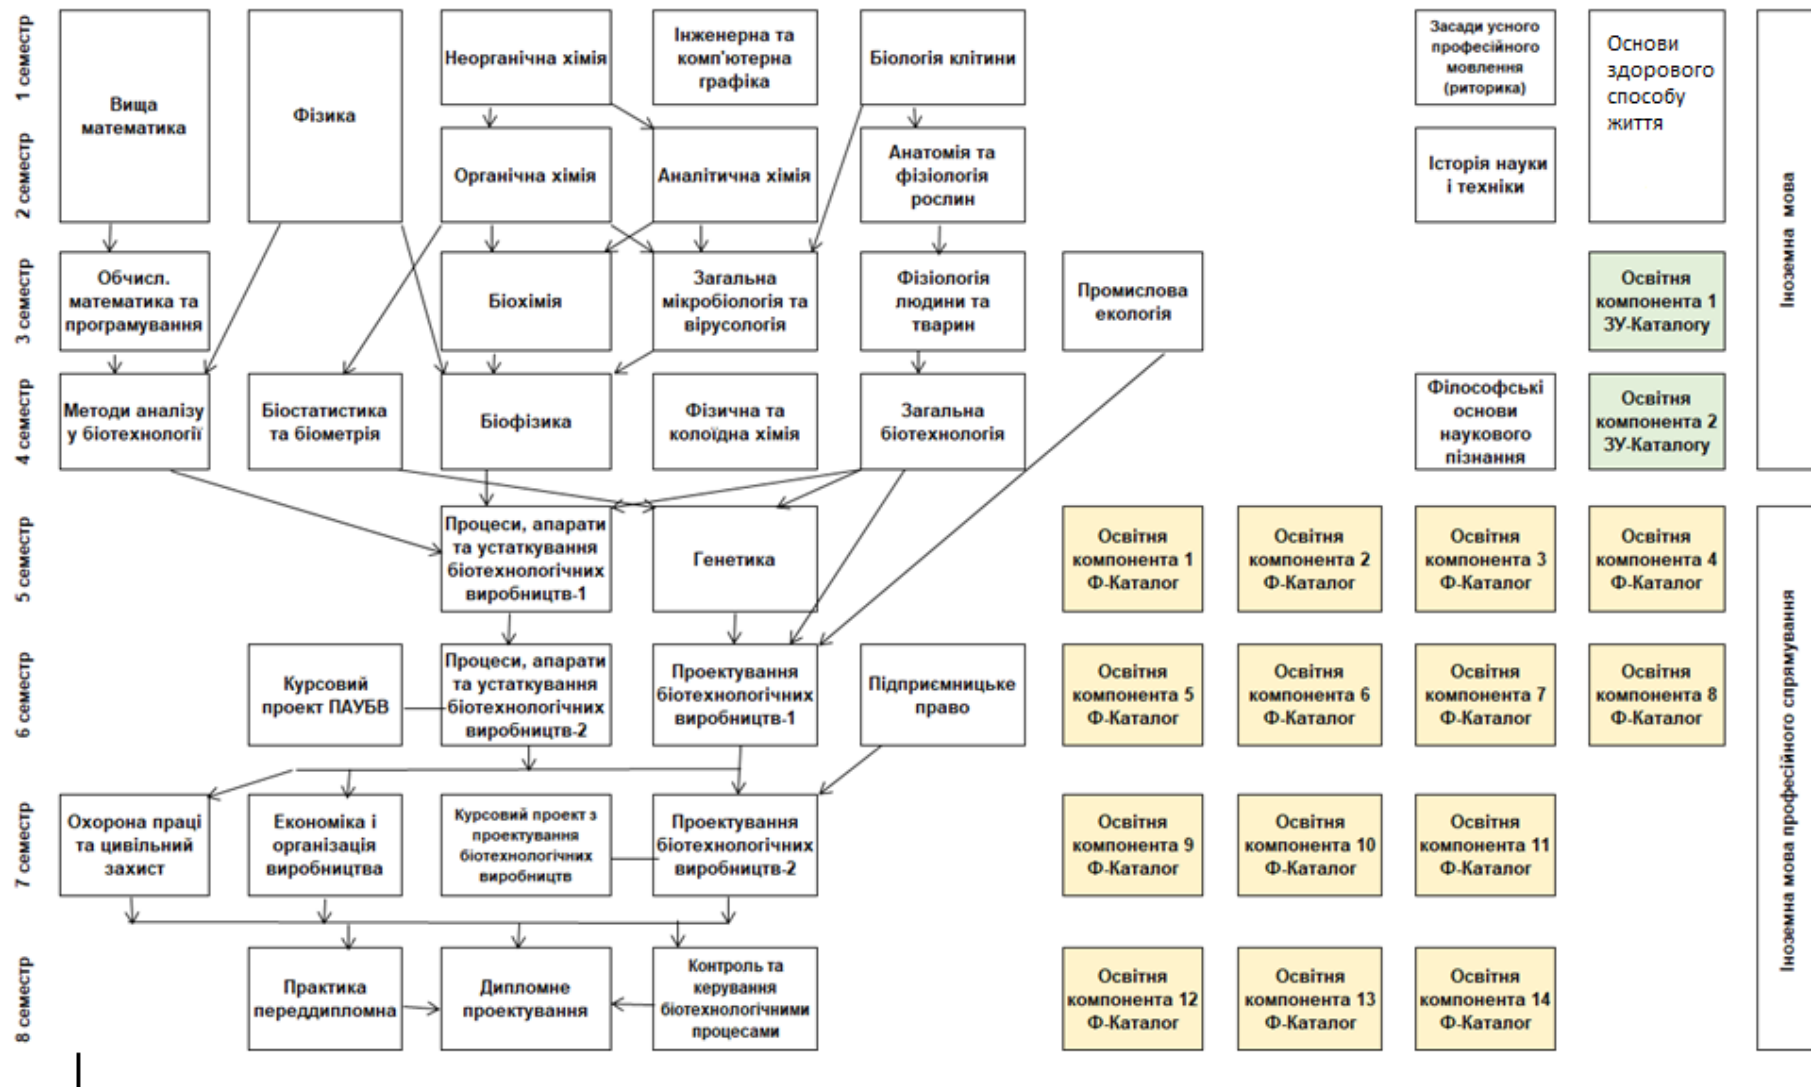 1 семестр
Неорганічна хімія
Інженерна та
комп'ютерна
графіка
Біологія клітини
Засади усного
професійного
мовлення
(риторика)
Основи
здорового
способу
життя
Вища
математика
Фізика
2 семестр
Органічна хімія
Аналітична хімія
Анатомія та
фізіологія
рослин
Історія науки
і техніки
Іноземна мова
3 семестр
Обчисл.
математика та
програмування
Біохімія
Загальна
мікробіологія та
вірусологія
Фізіологія
людини та
тварин
Промислова
екологія
Освітня
компонента 1
ЗУ-Каталогу
4 семестр
Методи аналізу
у біотехнології
Біостатистика
та біометрія
Біофізика
Фізична та
колоїдна хімія
Загальна
біотехнологія
Філософські
основи
наукового
пізнання
Освітня
компонента 2
ЗУ-Каталогу
5 семестр
Процеси, апарати
та устаткування
біотехнологічних
виробництв-1
Генетика
Освітня
компонента 1
Ф-Каталог
Освітня
компонента 2
Ф-Каталог
Освітня
компонента 3
Ф-Каталог
Освітня
компонента 4
Ф-Каталог
Іноземна мова професійного спрямування
6 семестр
Курсовий
проект ПАУБВ
Процеси, апарати
та устаткування
біотехнологічних
виробництв-2
Проектування
біотехнологічних
виробництв-1
Підприємницьке
право
Освітня
компонента 5
Ф-Каталог
Освітня
компонента 6
Ф-Каталог
Освітня
компонента 7
Ф-Каталог
Освітня
компонента 8
Ф-Каталог
7 семестр
Охорона праці
та цивільний
захист
Економіка і
організація
виробництва
Курсовий проект з
проектування
біотехнологічних
виробництв
Проектування
біотехнологічних
виробництв-2
Освітня
компонента 9
Ф-Каталог
Освітня
компонента 10
Ф-Каталог
Освітня
компонента 11
Ф-Каталог
8 семестр
Практика
переддипломна
Дипломне
проектування
Контроль та
керування
біотехнологічними
процесами
Освітня
компонента 12
Ф-Каталог
Освітня
компонента 13
Ф-Каталог
Освітня
компонента 14
Ф-Каталог